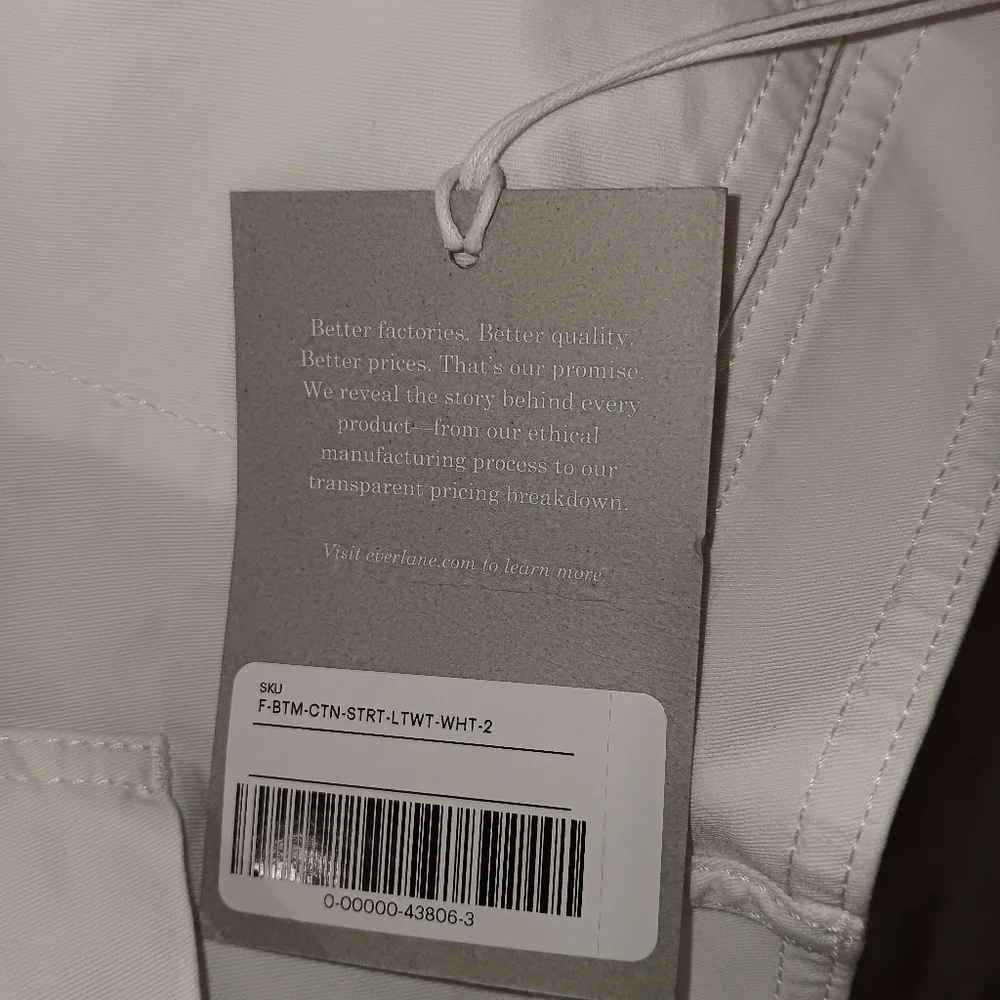 Better factories. Better quality.
Better prices. That's our promise.
We reveal the story behind every
product—from our ethical
manufacturing process to our
transparent pricing breakdown.
Visit everlane.com to learn more.
SKU
F-BTM-CTN-STRT-LTWT-WHT-2
0-00000-43806-3